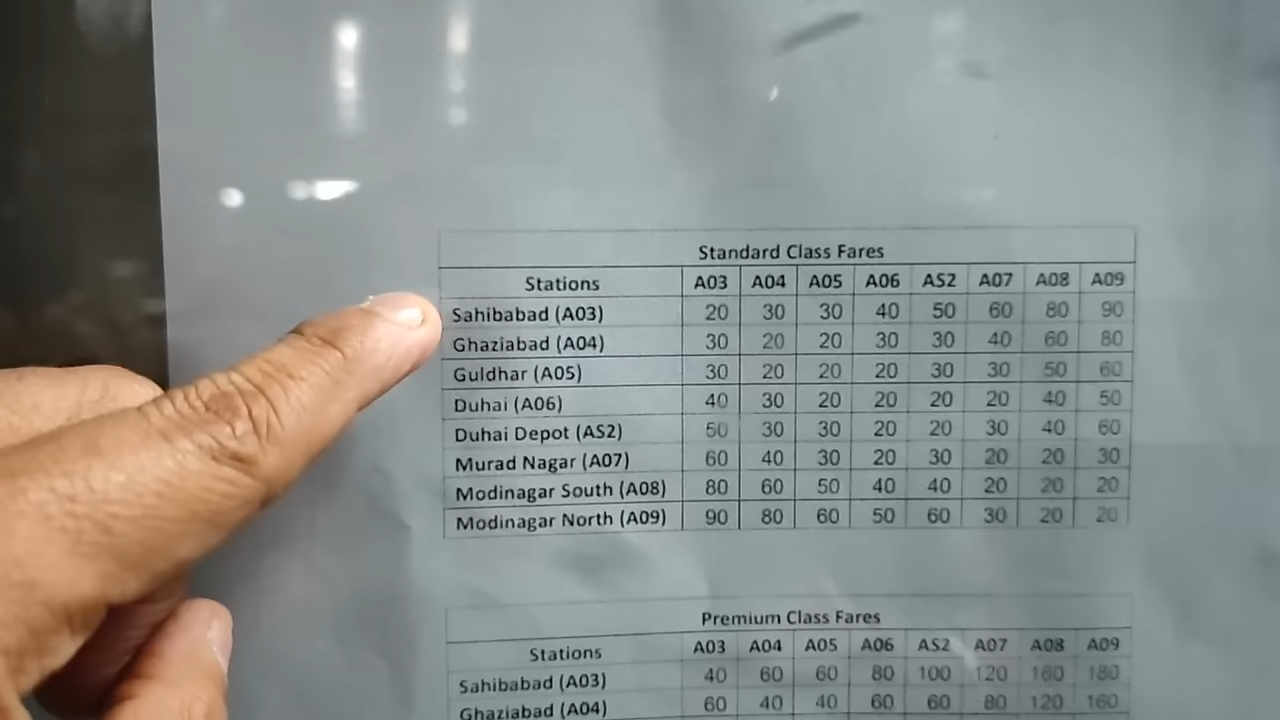 Standard Class Fares
Stations A03 A04 A05 A06 AS2 A07 A08 A09
Sahibabad (A03) 20 30 30 40 50 60 80 90
Ghaziabad (A04) 30 20 20 30 30 40 60 80
Guldhar (A05) 30 20 20 20 30 30 50 60
Duhai (A06) 40 30 20 20 20 20 40 50
Duhai Depot (AS2) 50 30 30 20 20 30 40 60
Murad Nagar (A07) 60 40 30 20 30 20 20 30
Modinagar South (A08) 80 60 50 40 40 20 20 20
Modinagar North (A09) 90 80 60 50 60 30 20 20
Premium Class Fares
Stations A03 A04 A05 A06 AS2 A07 A08 A09
Sahibabad (A03) 40 60 60 80 100 120 160 180
Ghaziabad (A04) 60 40 40 60 60 80 120 160